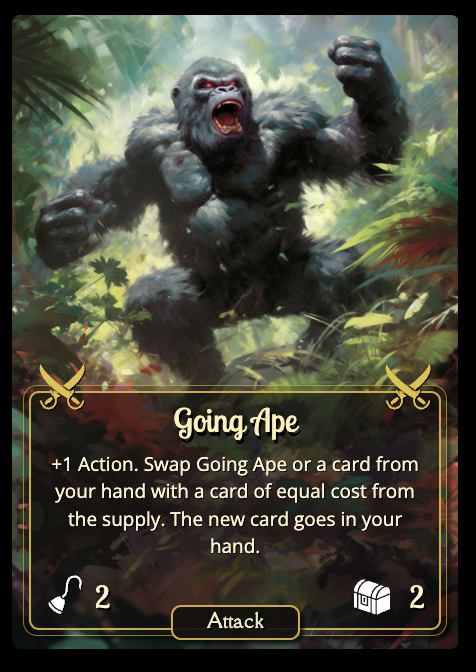 Going Ape
+1 Action. Swap Going Ape or a card from
your hand with a card of equal cost from
the supply. The new card goes in your
hand.
2
2
Attack